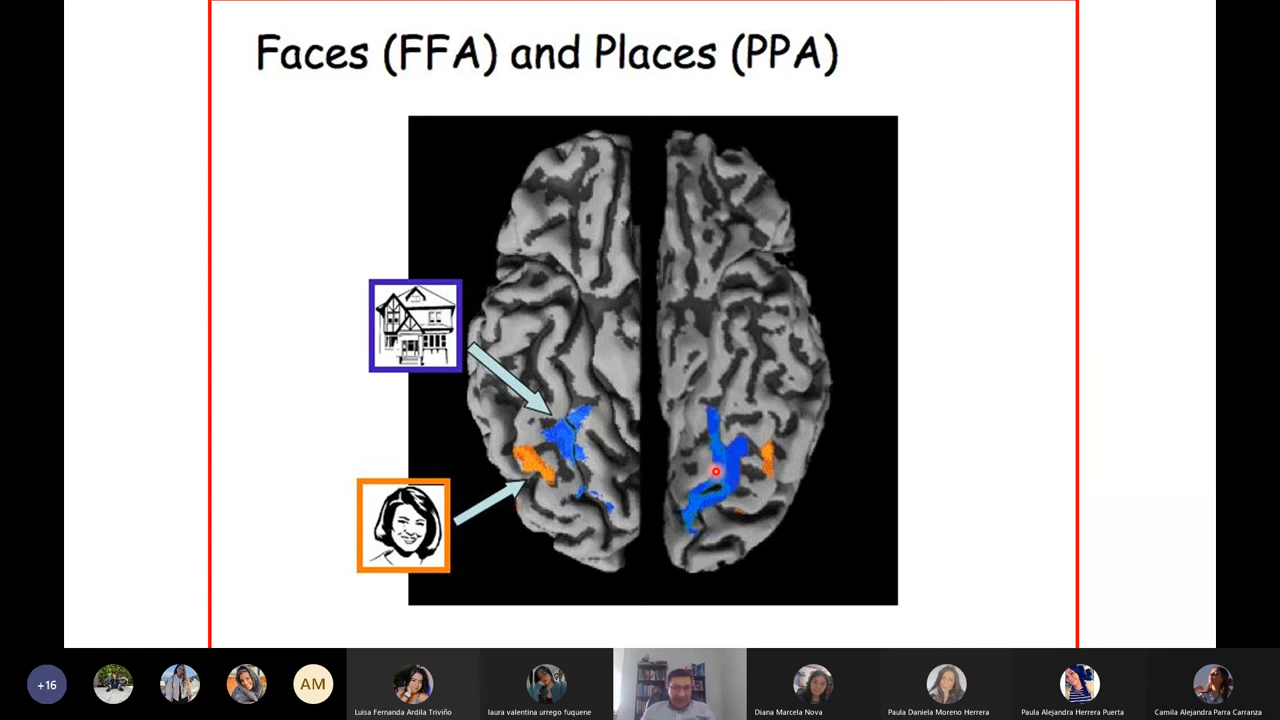 Faces (FFA) and Places (PPA)
+16
AM
Luisa Fernanda Ardila Triviño
laura valentina urrego fuquene
Diana Marcela Nova
Paula Daniela Moreno Herrera
Paula Alejandra Herrera Puerta
Camila Alejandra Parra Carranza